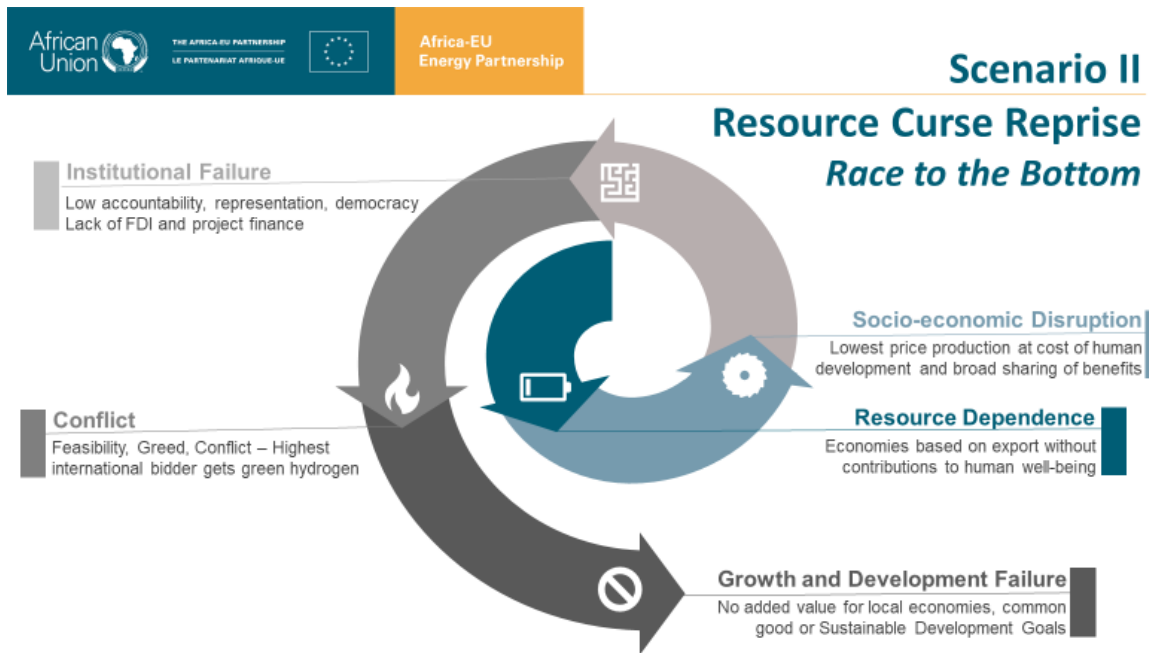 African
Union
THE AFRICA-EU PARTNERSHIP
LE PARTENARIAT AFRIQUE-UE
Africa-EU
Energy Partnership
Scenario II
Resource Curse Reprise
Race to the Bottom
Institutional Failure
Low accountability, representation, democracy
Lack of FDI and project finance
Socio-economic Disruption
Lowest price production at cost of human
development and broad sharing of benefits
Conflict
Feasibility, Greed, Conflict – Highest
international bidder gets green hydrogen
Resource Dependence
Economies based on export without
contributions to human well-being
Growth and Development Failure
No added value for local economies, common
good or Sustainable Development Goals